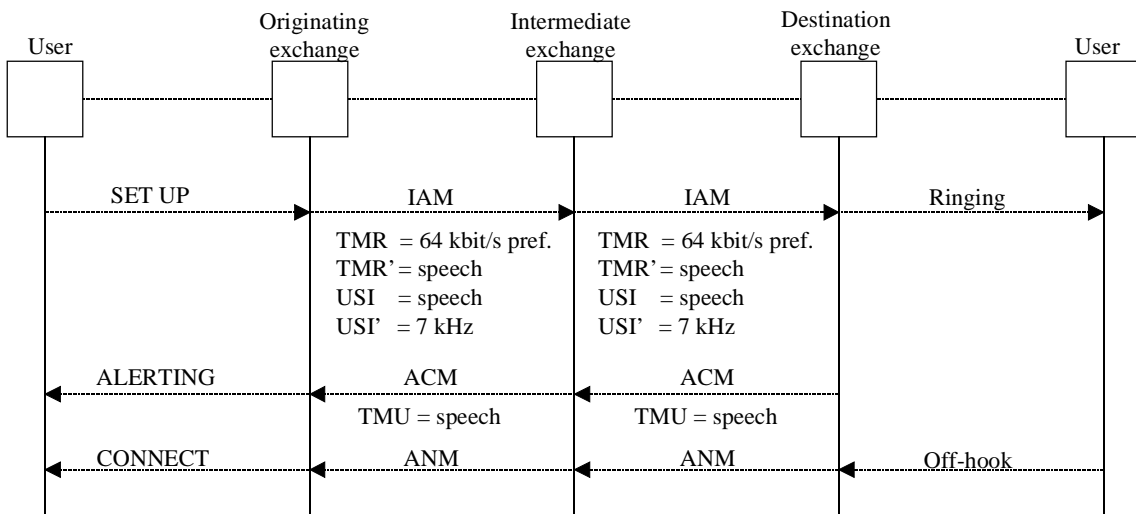 User
Originating
exchange
Intermediate
exchange
Destination
exchange
User
SET UP
IAM
IAM
Ringing
TMR = 64 kbit/s pref.
TMR’ = speech
USI = speech
USI' = 7 kHz
TMR = 64 kbit/s pref.
TMR’ = speech
USI = speech
USI’ = 7 kHz
ALERTING
ACM
ACM
TMU = speech
TMU = speech
CONNECT
ANM
ANM
Off-hook